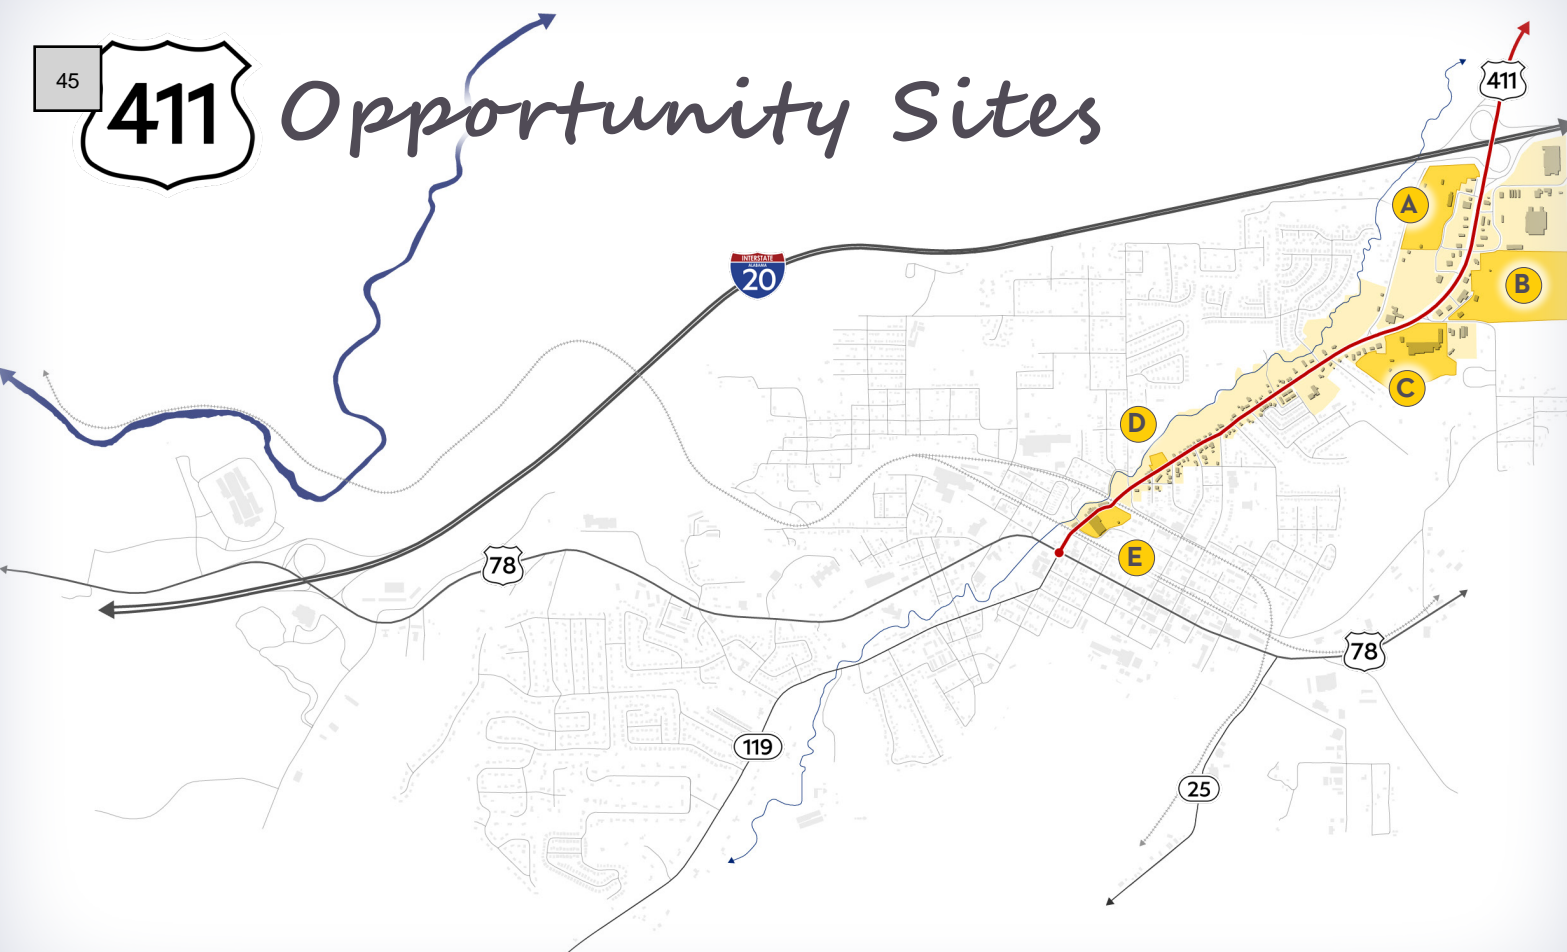 45
411
Opportunity Sites
411
A
INTERSTATE
ALABAMA
20
B
C
D
E
78
78
119
25